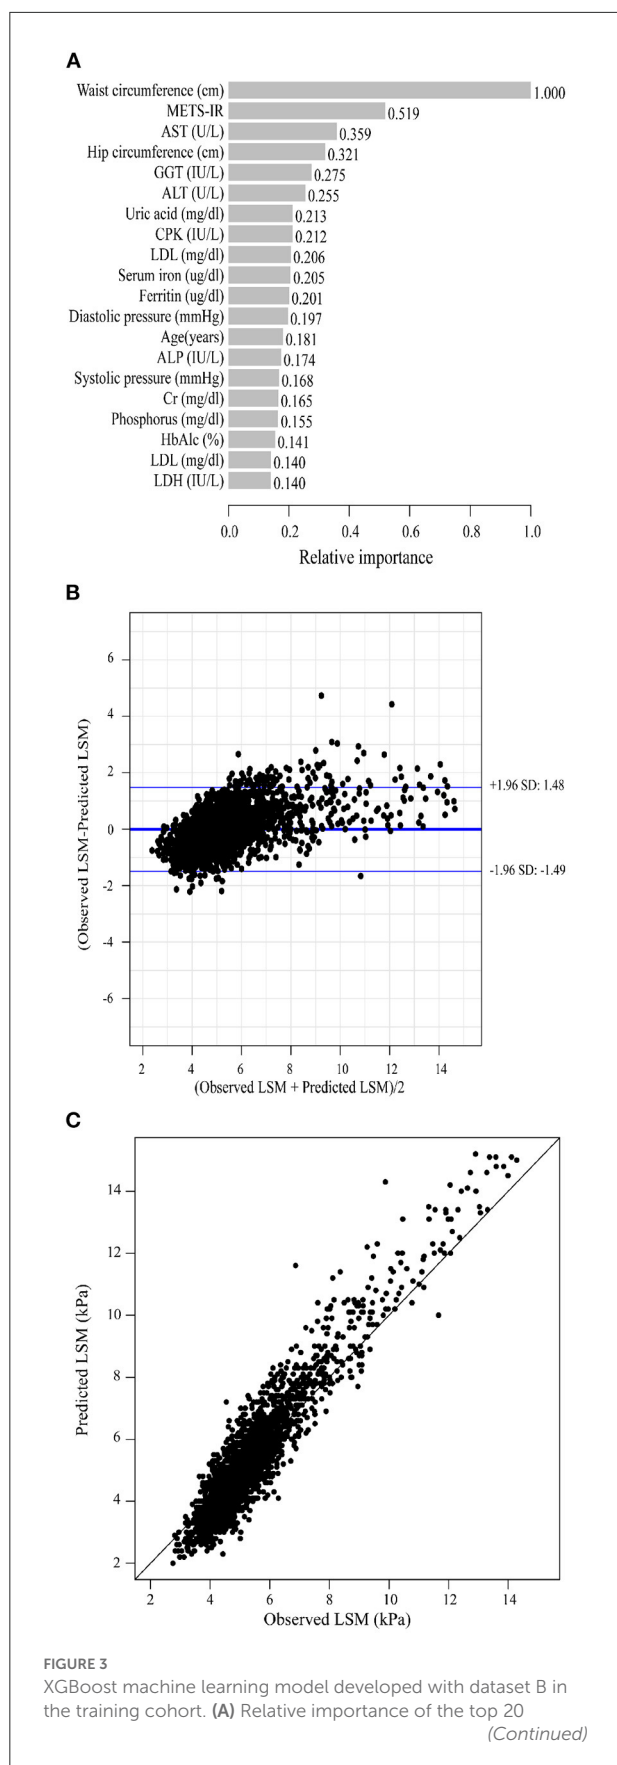 A
Waist circumference (cm) 1.000
METS-IR 0.519
AST (U/L) 0.359
Hip circumference (cm) 0.321
GGT (IU/L) 0.275
ALT (U/L) 0.255
Uric acid (mg/dl) 0.213
CPK (IU/L) 0.212
LDL (mg/dl) 0.206
Serum iron (ug/dl) 0.205
Ferritin (ug/dl) 0.201
Diastolic pressure (mmHg) 0.197
Age(years) 0.181
ALP (IU/L) 0.174
Systolic pressure (mmHg) 0.168
Cr (mg/dl) 0.165
Phosphorus (mg/dl) 0.155
HbAlc (%) 0.141
LDL (mg/dl) 0.140
LDH (IU/L) 0.140
0.0 0.2 0.4 0.6 0.8 1.0
Relative importance
B
(Observed LSM-Predicted LSM)
6
4
2
+1.96 SD: 1.48
0
-1.96 SD: -1.49
-2
-4
-6
2 4 6 8 10 12 14
(Observed LSM + Predicted LSM)/2
C
Predicted LSM (kPa)
14
12
10
8
6
4
2
2 4 6 8 10 12 14
Observed LSM (kPa)
FIGURE 3
XGBoost machine learning model developed with dataset B in
the training cohort. (A) Relative importance of the top 20
(Continued)